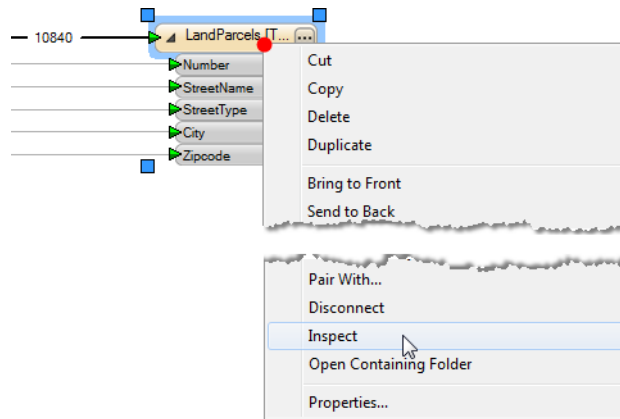 10840
LandParcels [T... ...
Number
StreetName
StreetType
City
Zipcode
Cut
Copy
Delete
Duplicate
Bring to Front
Send to Back
Pair With...
Disconnect
Inspect
Open Containing Folder
Properties...